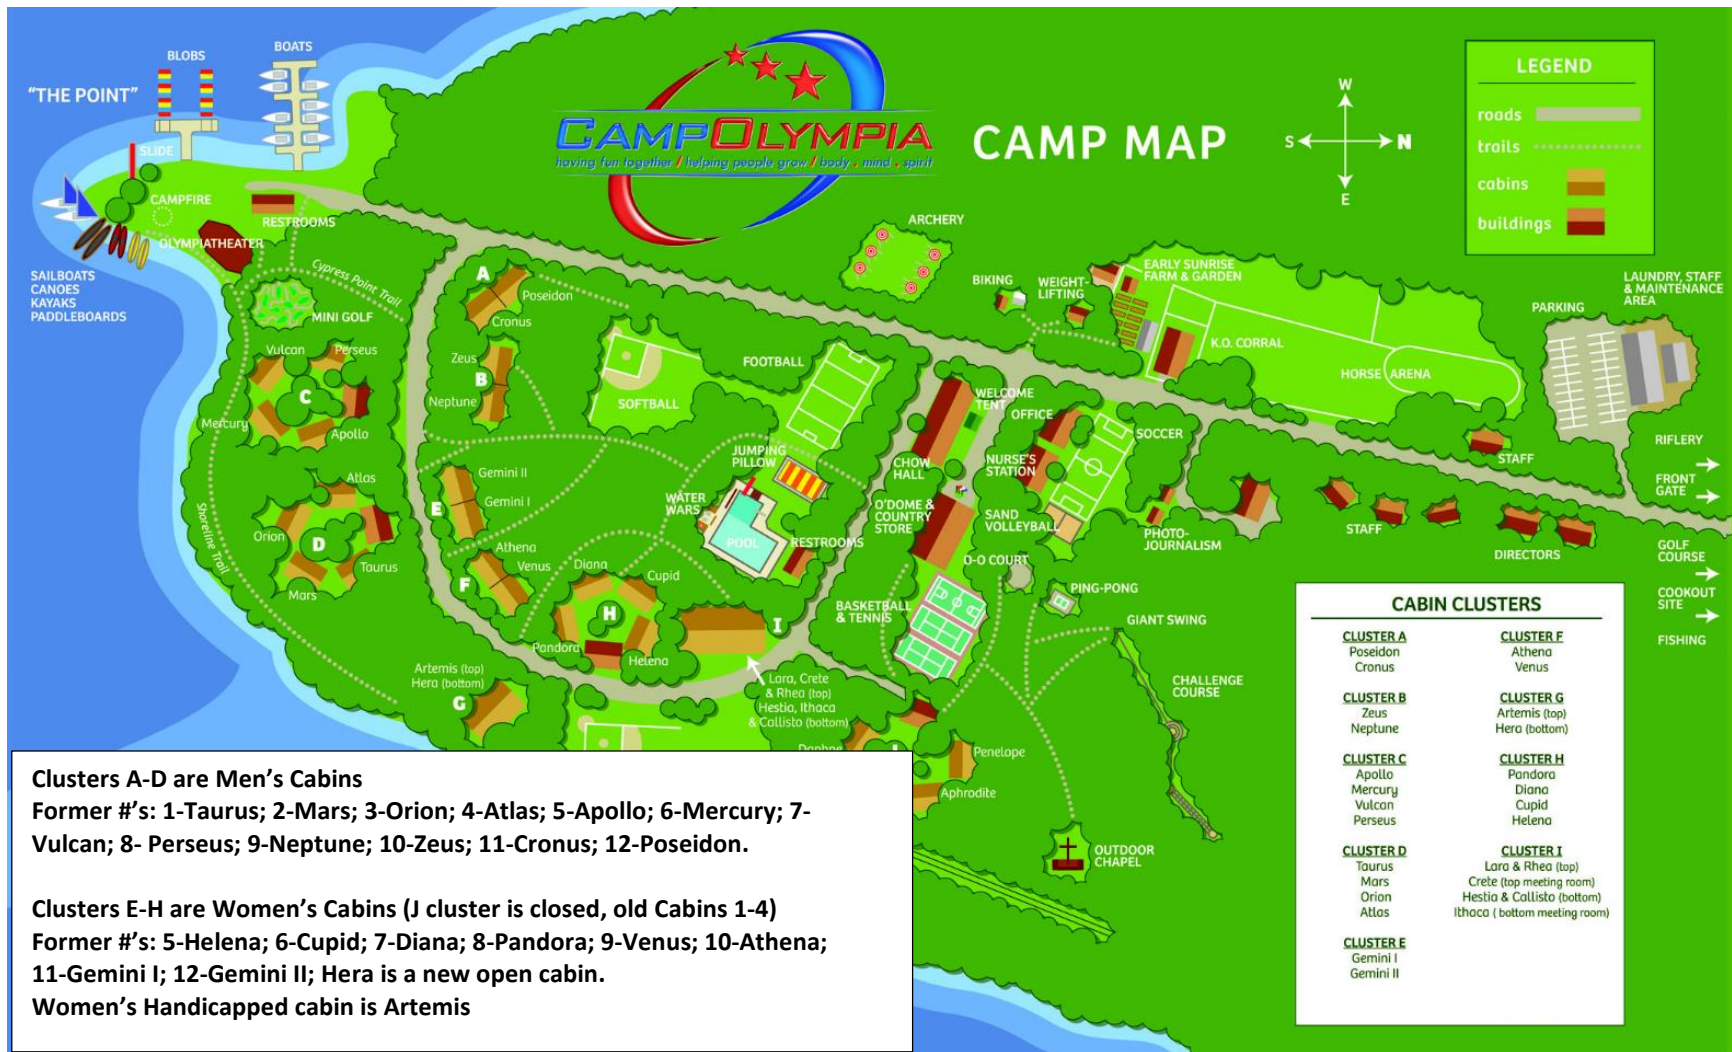 "THE POINT"
BLOBS
BOATS
SLIDE
CAMPFIRE
OLYMPIATHEATER
RESTROOMS
SAILBOATS
CANOES
KAYAKS
PADDLEBOARDS
Cypress Point Trail
MINI GOLF
CAMPOLYMPIA
having fun together / helping people grow / body . mind . spirit
CAMP MAP
W
S
N
E
LEGEND
roads
trails
cabins
buildings
ARCHERY
BIKING
WEIGHT-
LIFTING
EARLY SUNRISE
FARM & GARDEN
K.O. CORRAL
HORSE ARENA
PARKING
LAUNDRY, STAFF
& MAINTENANCE
AREA
A
Poseidon
Cronus
Zeus
B
Neptune
Vulcan
Perseus
C
Mercury
Apollo
SOFTBALL
FOOTBALL
WELCOME
TENT
OFFICE
SOCCER
CHOW
HALL
NURSE'S
STATION
STAFF
RIFLERY
FRONT
GATE
JUMPING
PILLOW
WATER
WARS
POOL
RESTROOMS
O'DOME &
COUNTRY
STORE
SAND
VOLLEYBALL
PHOTO-
JOURNALISM
STAFF
DIRECTORS
GOLF
COURSE
COOKOUT
SITE
FISHING
Atlas
Orion
D
Taurus
Mars
Shoreline Trail
Gemini II
Gemini I
E
Athena
Venus
F
Diana
Cupid
H
Pandora
Helena
I
BASKETBALL
& TENNIS
O-O COURT
PING-PONG
GIANT SWING
CHALLENGE
COURSE
Artemis (top)
Hera (bottom)
G
Lara, Crete
& Rhea (top)
Hestia, Ithaca
& Callisto (bottom)
Daphne
J
Penelope
Aphrodite
OUTDOOR
CHAPEL
Clusters A-D are Men's Cabins
Former #'s: 1-Taurus; 2-Mars; 3-Orion; 4-Atlas; 5-Apollo; 6-Mercury; 7-
Vulcan; 8- Perseus; 9-Neptune; 10-Zeus; 11-Cronus; 12-Poseidon.
Clusters E-H are Women's Cabins (J cluster is closed, old Cabins 1-4)
Former #'s: 5-Helena; 6-Cupid; 7-Diana; 8-Pandora; 9-Venus; 10-Athena;
11-Gemini I; 12-Gemini II; Hera is a new open cabin.
Women's Handicapped cabin is Artemis
CABIN CLUSTERS
CLUSTER A
Poseidon
Cronus
CLUSTER B
Zeus
Neptune
CLUSTER C
Apollo
Mercury
Vulcan
Perseus
CLUSTER D
Taurus
Mars
Orion
Atlas
CLUSTER E
Gemini I
Gemini II
CLUSTER F
Athena
Venus
CLUSTER G
Artemis (top)
Hera (bottom)
CLUSTER H
Pandora
Diana
Cupid
Helena
CLUSTER I
Lara & Rhea (top)
Crete (top meeting room)
Hestia & Callisto (bottom)
Ithaca ( bottom meeting room)